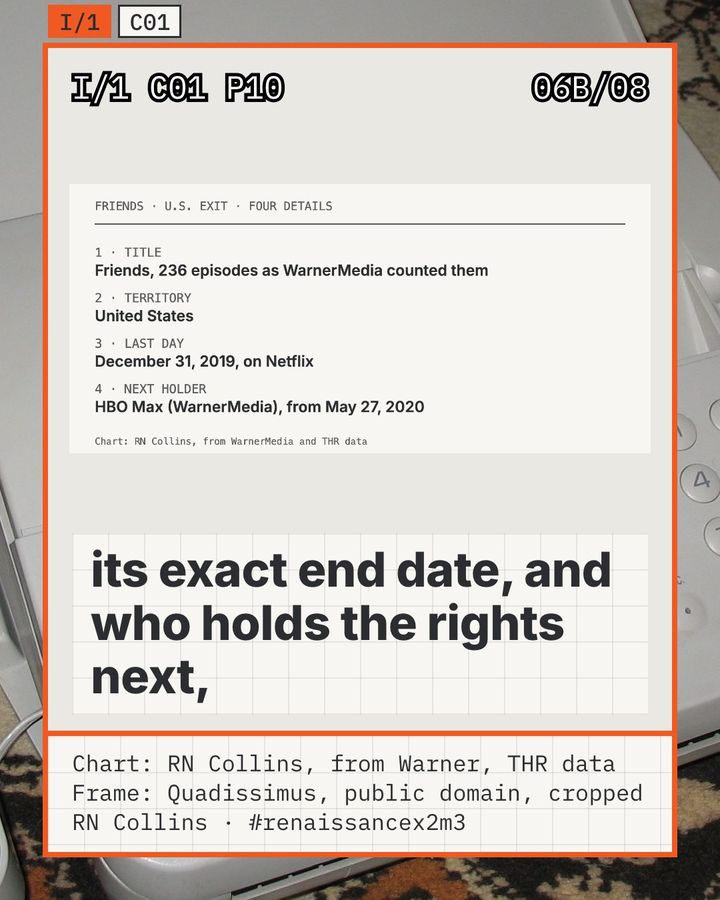 I/1 C01
I/1 C01 P10 06B/08
FRIENDS · U.S. EXIT · FOUR DETAILS
1 · TITLE
Friends, 236 episodes as WarnerMedia counted them
2 · TERRITORY
United States
3 · LAST DAY
December 31, 2019, on Netflix
4 · NEXT HOLDER
HBO Max (WarnerMedia), from May 27, 2020
Chart: RN Collins, from WarnerMedia and THR data
its exact end date, and
who holds the rights
next,
4
Chart: RN Collins, from Warner, THR data
Frame: Quadissimus, public domain, cropped
RN Collins · #renaissancex2m3